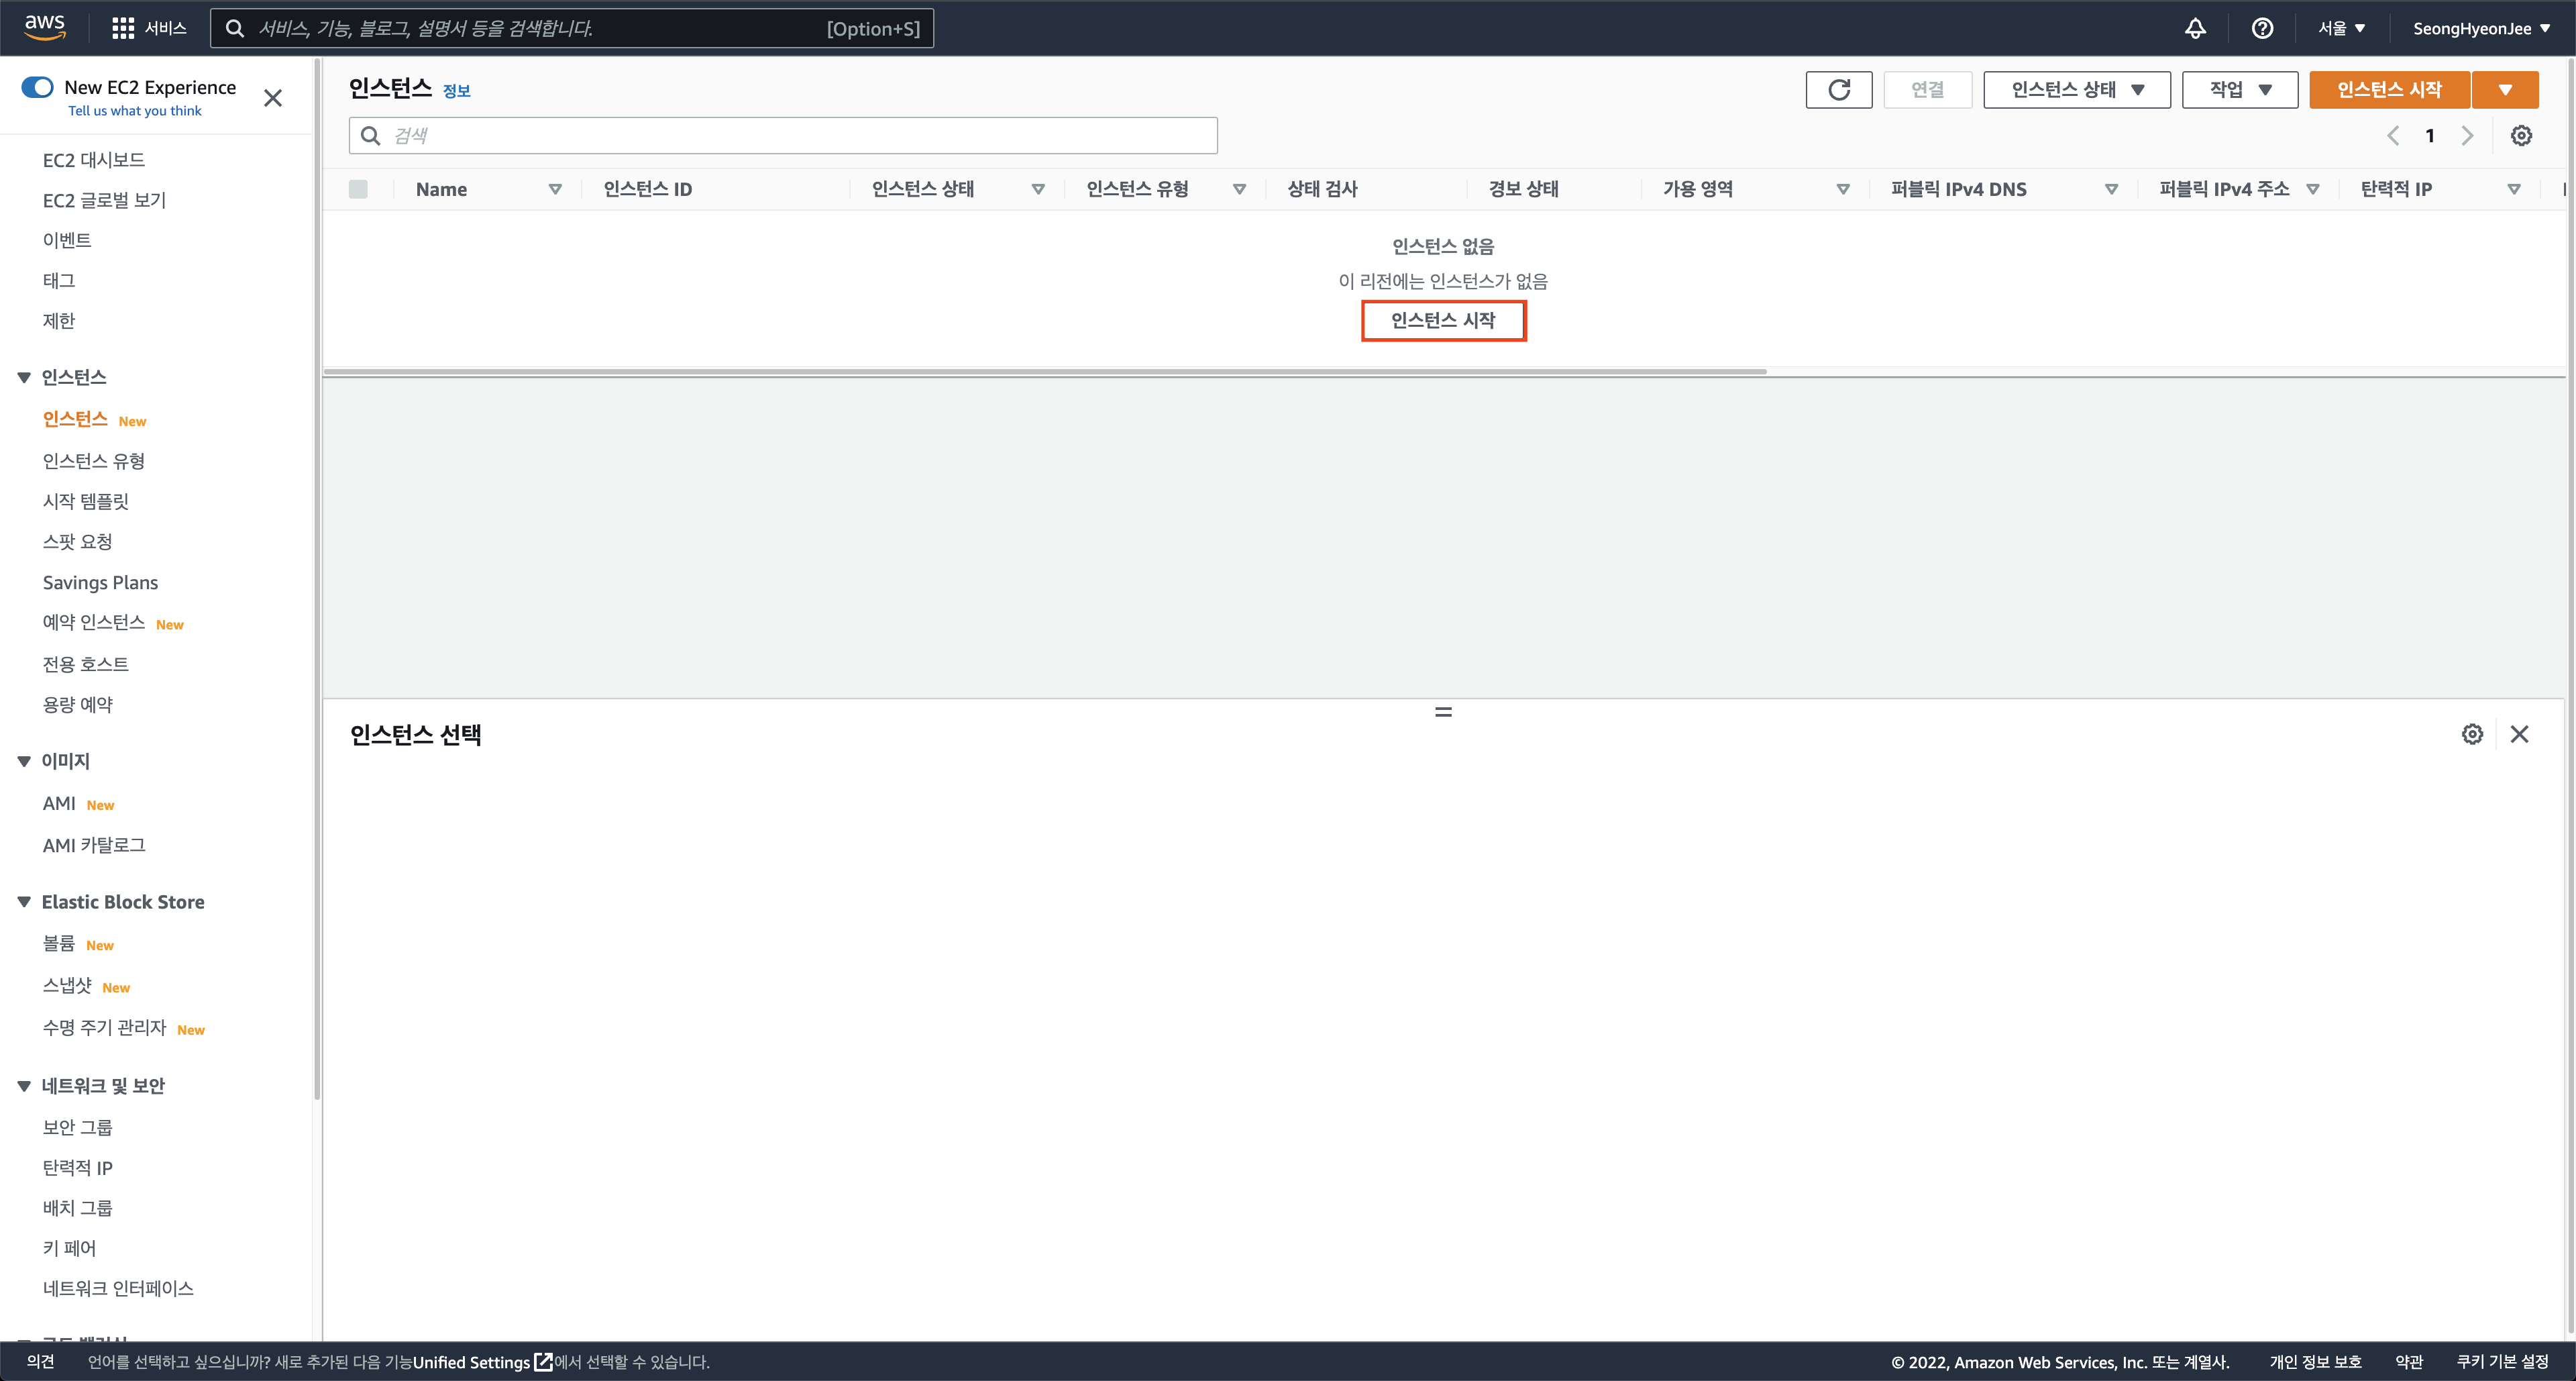 aws 서비스 서비스, 기능, 블로그, 설명서 등을 검색합니다. [Option+S] 서울 SeongHyeonJee
New EC2 Experience
Tell us what you think
EC2 대시보드
EC2 글로벌 보기
이벤트
태그
제한
인스턴스
인스턴스 New
인스턴스 유형
시작 템플릿
스팟 요청
Savings Plans
예약 인스턴스 New
전용 호스트
용량 예약
이미지
AMI New
AMI 카탈로그
Elastic Block Store
볼륨 New
스냅샷 New
수명 주기 관리자 New
네트워크 및 보안
보안 그룹
탄력적 IP
배치 그룹
키 페어
네트워크 인터페이스
인스턴스 정보 연결 인스턴스 상태 작업 인스턴스 시작
검색 1
Name 인스턴스 ID 인스턴스 상태 인스턴스 유형 상태 검사 경보 상태 가용 영역 퍼블릭 IPv4 DNS 퍼블릭 IPv4 주소 탄력적 IP
인스턴스 없음
이 리전에는 인스턴스가 없음
인스턴스 시작
인스턴스 선택
의견 언어를 선택하고 싶으십니까? 새로 추가된 다음 기능Unified Settings에서 선택할 수 있습니다. © 2022, Amazon Web Services, Inc. 또는 계열사. 개인 정보 보호 약관 쿠키 기본 설정